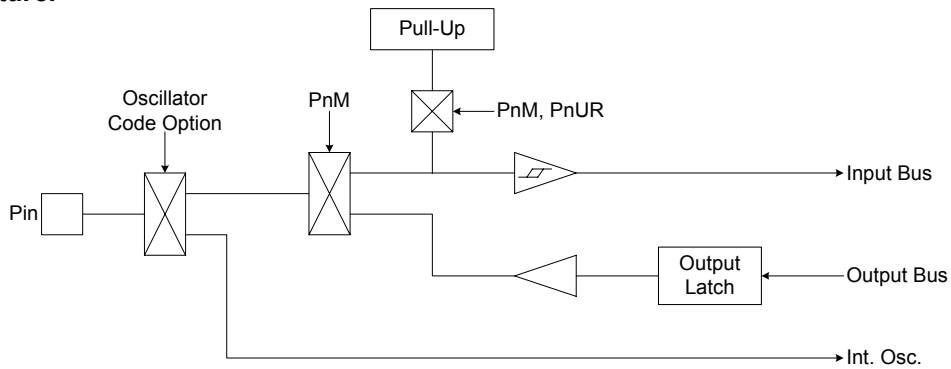 Pull-Up
Oscillator
Code Option
PnM
PnM, PnUR
Pin
Input Bus
Output
Latch
Output Bus
Int. Osc.